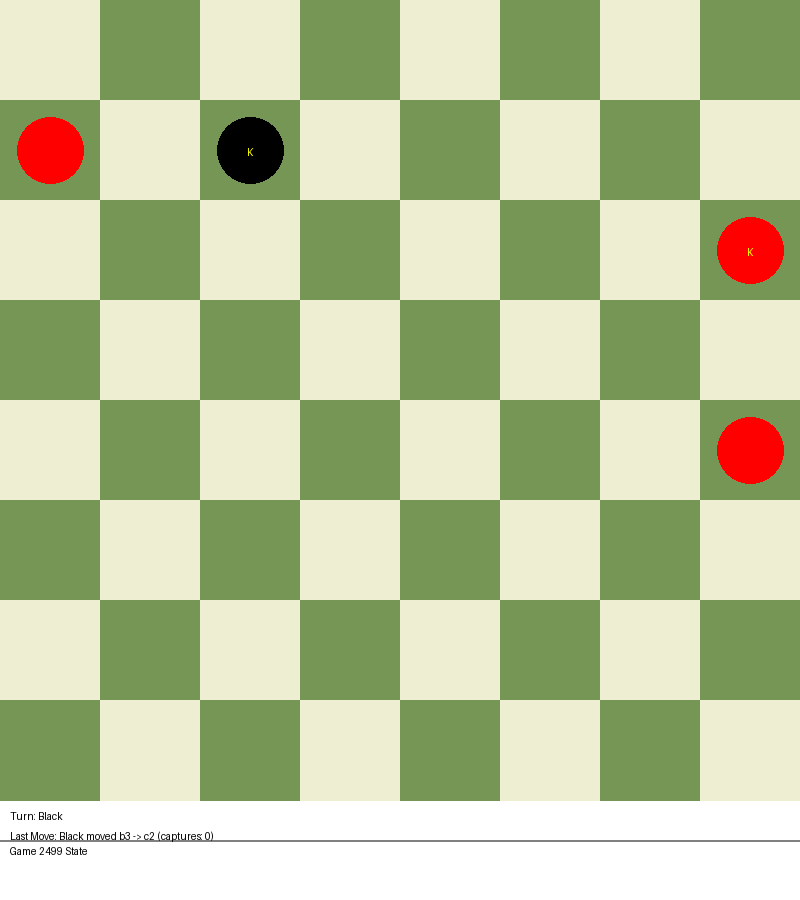 K
K
Turn: Black
Last Move: Black moved b3 -> c2 (captures: 0)
Game 2499 State